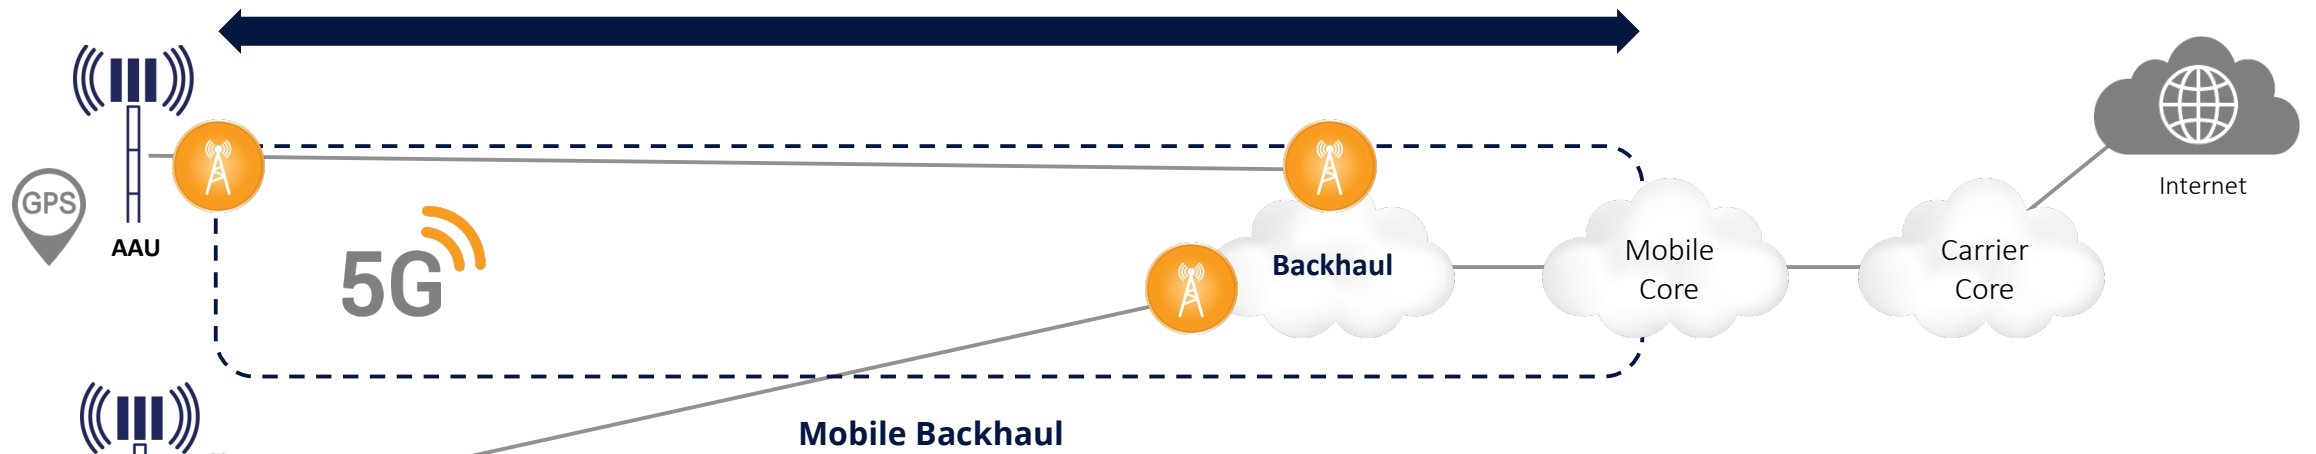 GPS
AAU
5G
Backhaul
Mobile
Core
Carrier
Core
Internet
Mobile Backhaul